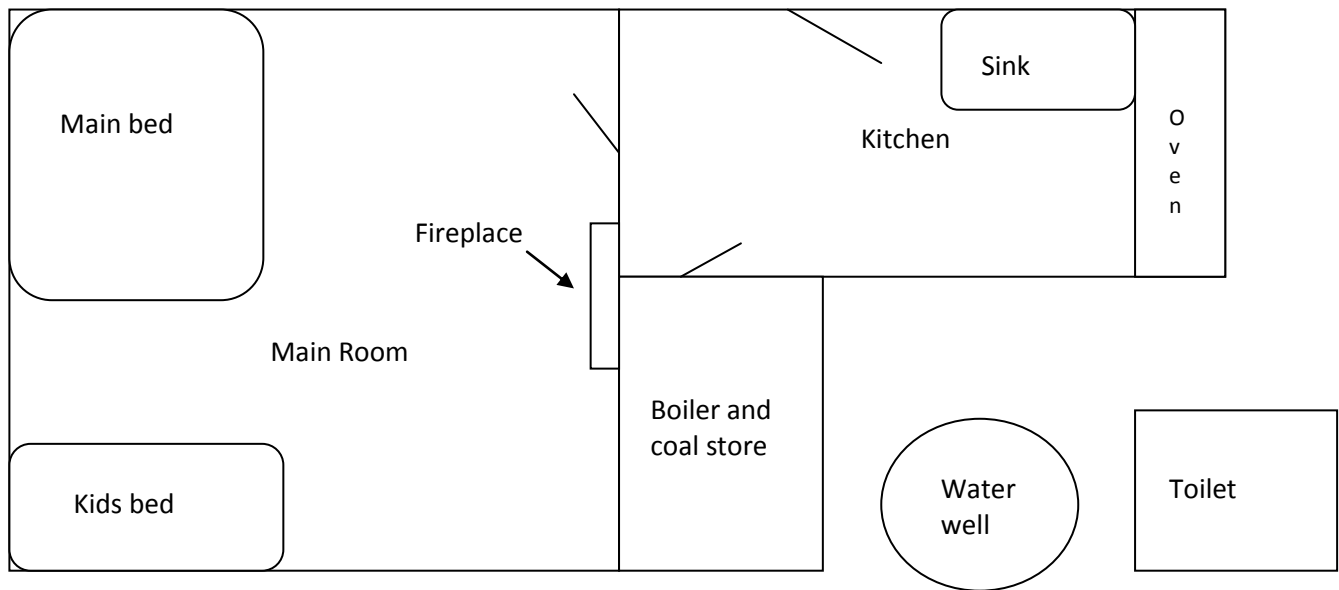 Main bed
Sink
Kitchen
O
v
e
n
Fireplace
Main Room
Boiler and
coal store
Kids bed
Water
well
Toilet